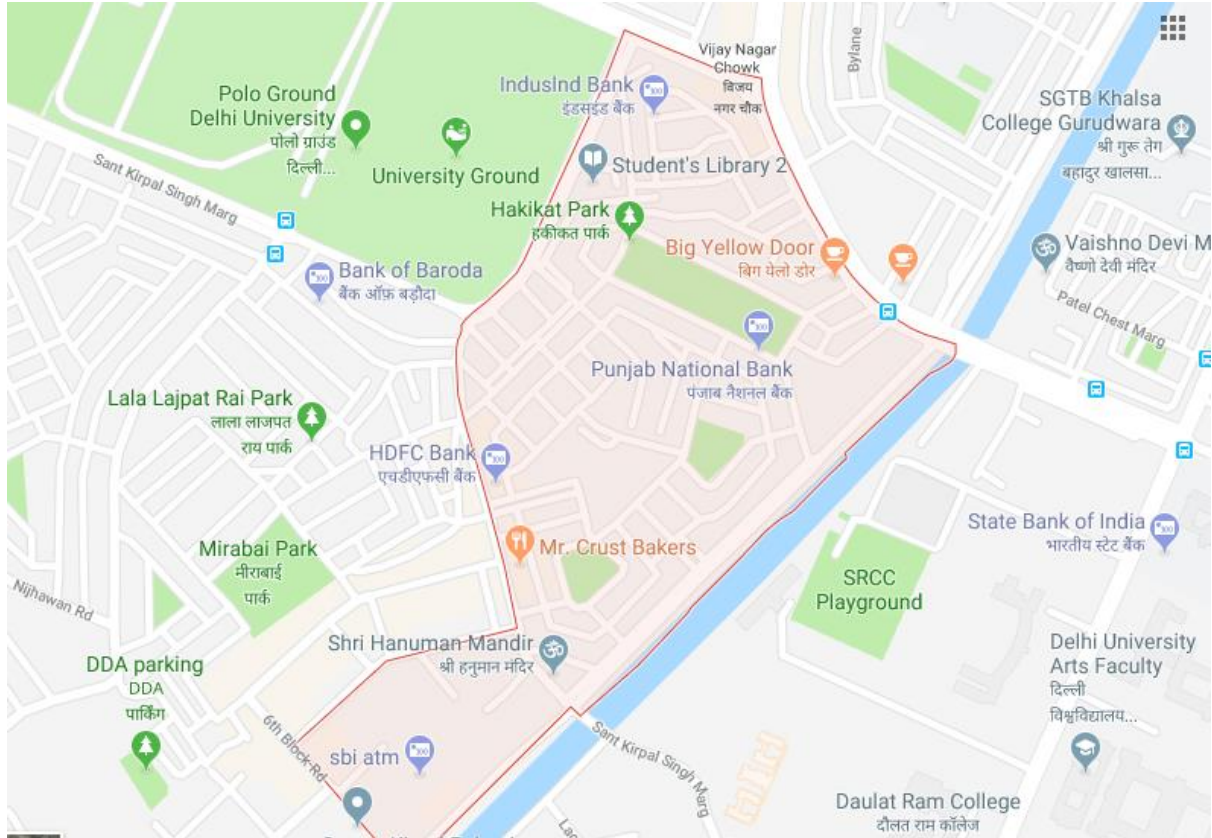 Vijay Nagar
Chowk
विजय
नगर चौक
Bylane
IndusInd Bank
इंडसइंड बैंक
Polo Ground
Delhi University
पोलो ग्राउंड
दिल्ली...
University Ground
SGTB Khalsa
College Gurudwara
श्री गुरू तेग
बहादुर खालसा...
Student's Library 2
Sant Kirpal Singh Marg
Hakikat Park
हकीकत पार्क
Big Yellow Door
बिग येलो डोर
Vaishno Devi M
वैष्णो देवी मंदिर
Bank of Baroda
बैंक ऑफ़ बड़ौदा
Patel Chest Marg
Punjab National Bank
पंजाब नैशनल बैंक
Lala Lajpat Rai Park
लाला लाजपत
राय पार्क
HDFC Bank
एचडीएफसी बैंक
State Bank of India
भारतीय स्टेट बैंक
Mr. Crust Bakers
Mirabai Park
मीराबाई
पार्क
SRCC
Playground
Nijhawan Rd
Shri Hanuman Mandir
श्री हनुमान मंदिर
Delhi University
Arts Faculty
दिल्ली
विश्वविद्यालय...
DDA parking
DDA
पार्किंग
6th Block Rd
sbi atm
Sant Kirpal Singh Marg
Daulat Ram College
दौलत राम कॉलेज